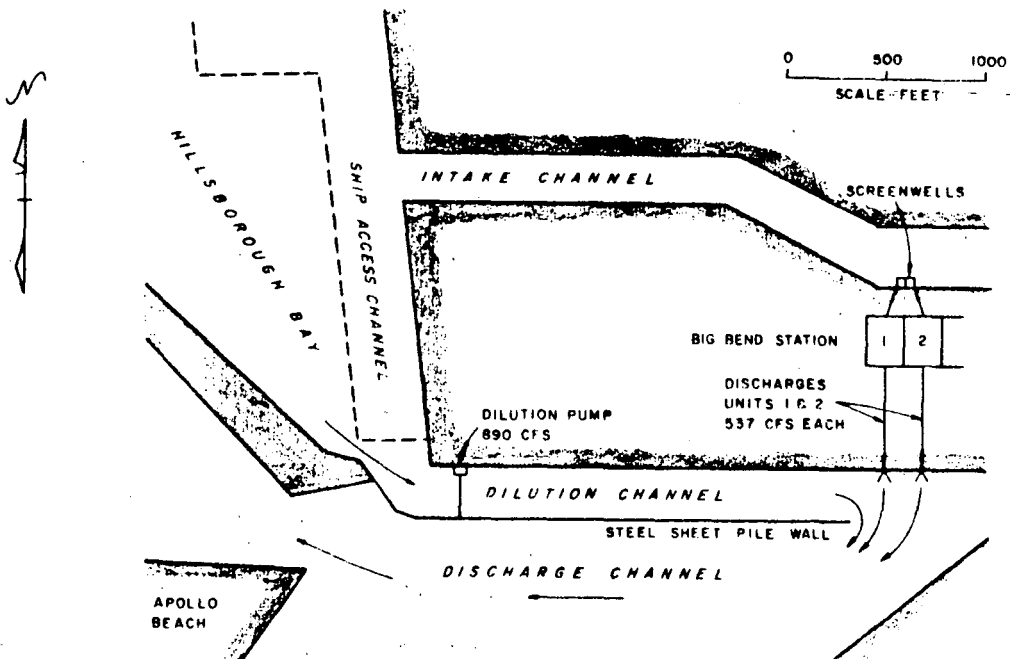 N
0 500 1000
SCALE-FEET
HILLSBOROUGH BAY
SHIP ACCESS CHANNEL
INTAKE CHANNEL
SCREENWELLS
BIG BEND STATION
1 2
DISCHARGES
UNITS 1 & 2
537 CFS EACH
DILUTION PUMP
890 CFS
DILUTION CHANNEL
STEEL SHEET PILE WALL
DISCHARGE CHANNEL
APOLLO
BEACH